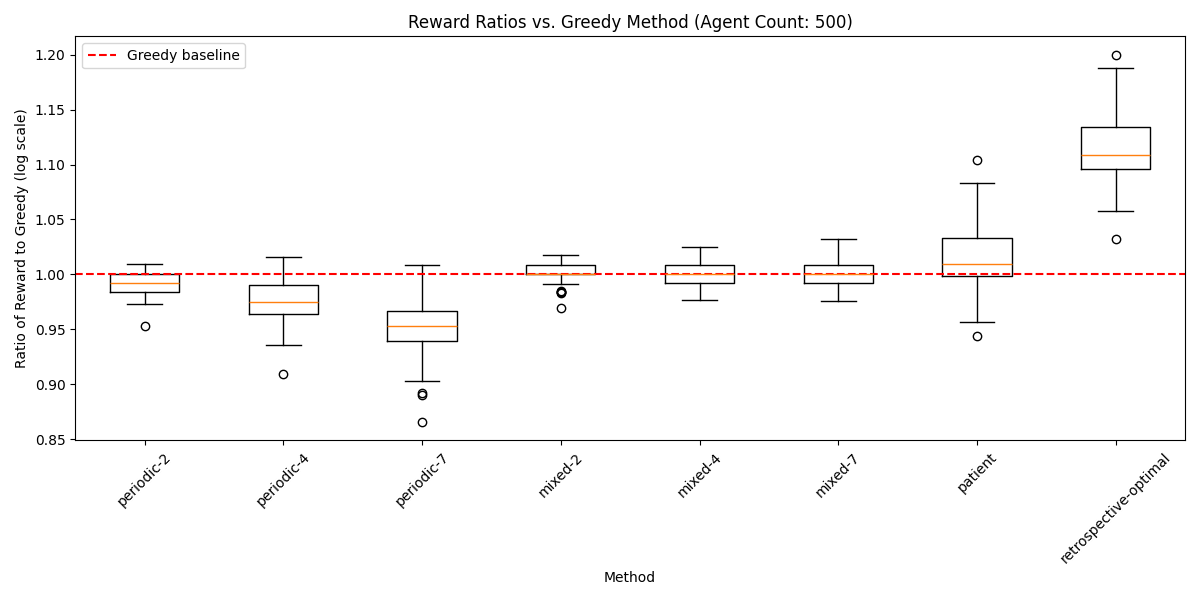 Reward Ratios vs. Greedy Method (Agent Count: 500)
Greedy baseline
Ratio of Reward to Greedy (log scale)
1.20
1.15
1.10
1.05
1.00
0.95
0.90
0.85
periodic-2
periodic-4
periodic-7
mixed-2
mixed-4
mixed-7
patient
retrospective-optimal
Method